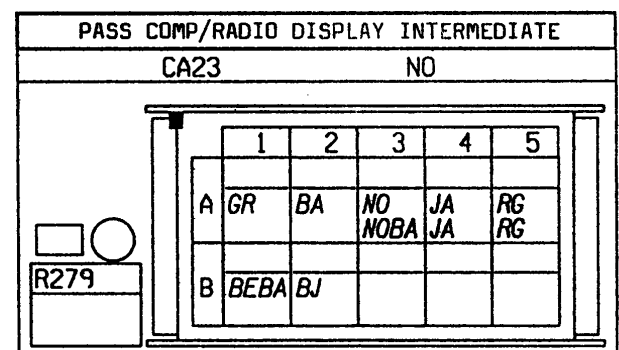 PASS COMP/RADIO DISPLAY INTERMEDIATE
CA23 NO
1 2 3 4 5
A GR BA NO JA RG
NOBA JA RG
R279
B BEBA BJ